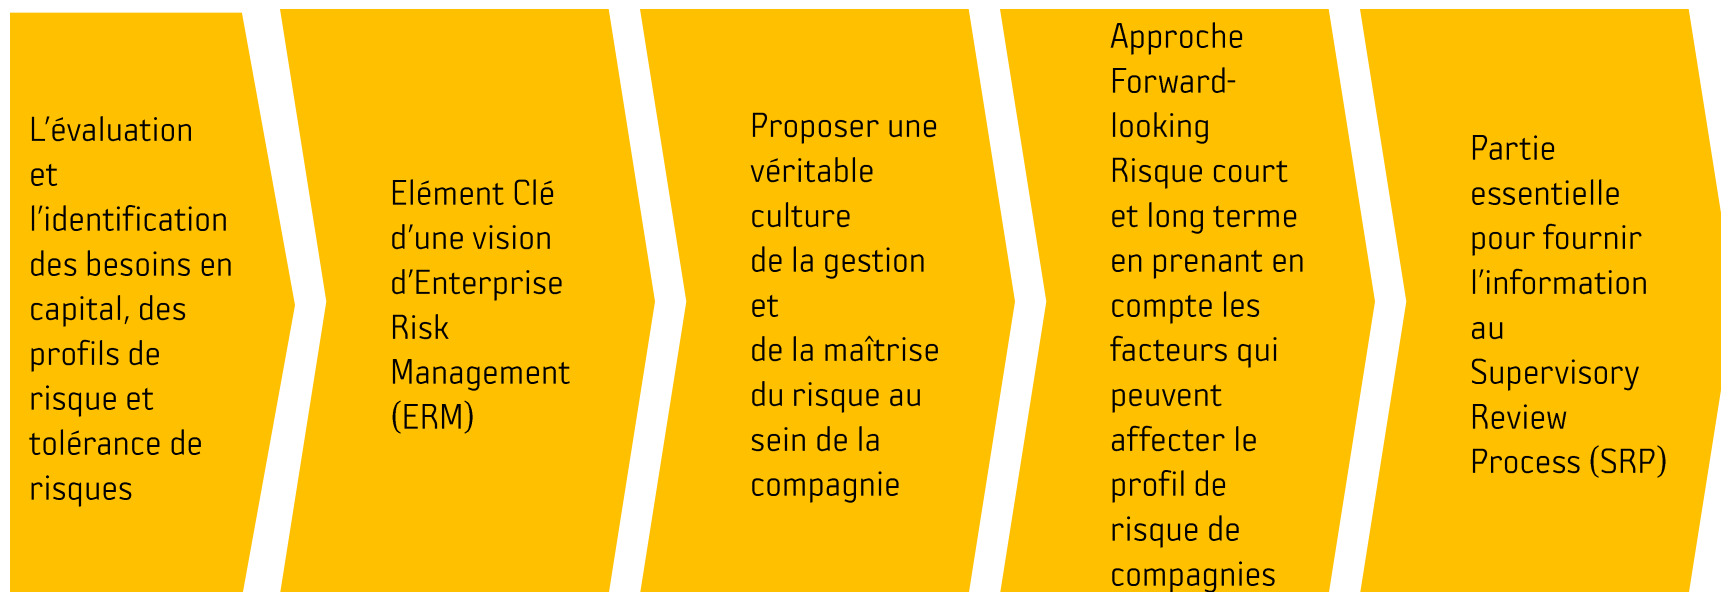 L'évaluation
et
l'identification
des besoins en
capital, des
profils de
risque et
tolérance de
risques
Elément Clé
d'une vision
d'Enterprise
Risk
Management
(ERM)
Proposer une
véritable
culture
de la gestion
et
de la maîtrise
du risque au
sein de la
compagnie
Approche
Forward-
looking
Risque court
et long terme
en prenant en
compte les
facteurs qui
peuvent
affecter le
profil de
risque de
compagnies
Partie
essentielle
pour fournir
l'information
au
Supervisory
Review
Process (SRP)